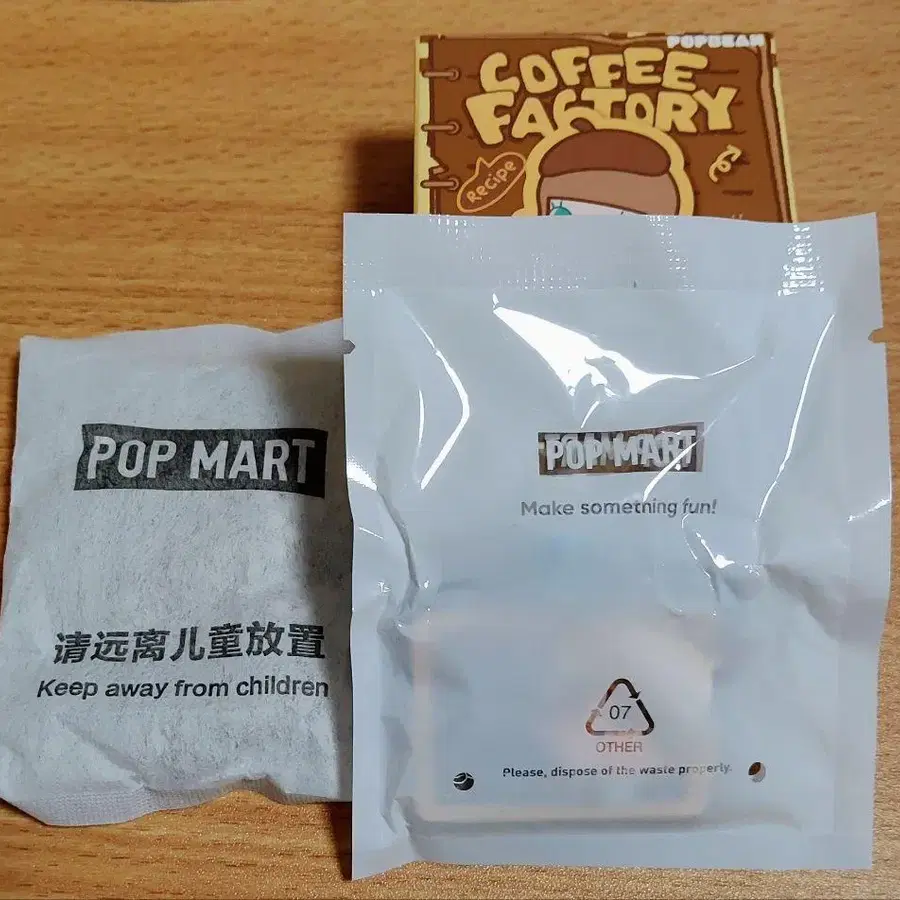 POPBEAN
COFFEE
FACTORY
Recipe
POP MART
请远离儿童放置
Keep away from children
POP MART
Make something fun!
07
OTHER
Please, dispose of the waste properly.